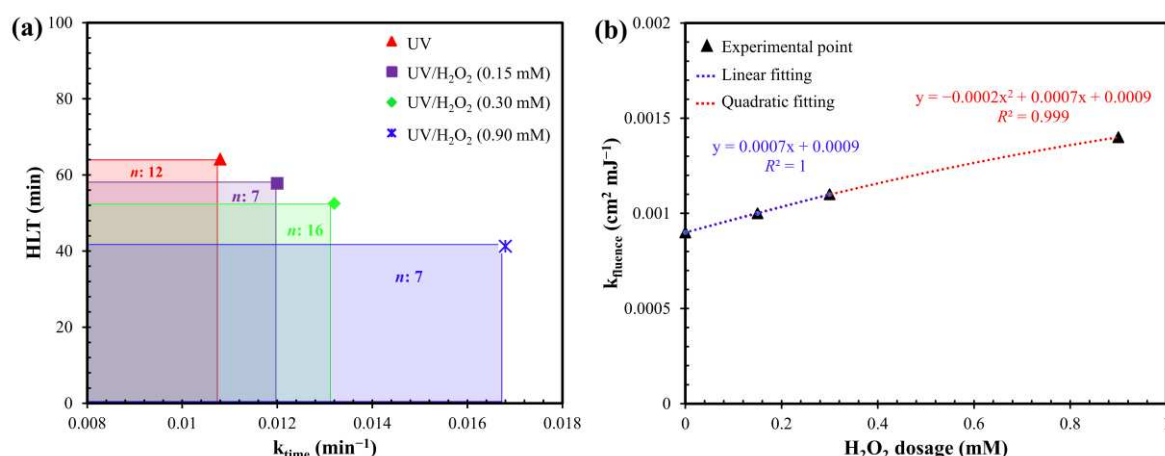 (a)
100
80
60
40
20
0
HLT (min)
UV
UV/H₂O₂ (0.15 mM)
UV/H₂O₂ (0.30 mM)
UV/H₂O₂ (0.90 mM)
n: 12
n: 7
n: 16
n: 7
0.008
0.01
0.012
0.014
0.016
0.018
k_time (min⁻¹)
(b)
0.002
0.0015
0.001
0.0005
0
k_fluence (cm² mJ⁻¹)
Experimental point
Linear fitting
Quadratic fitting
y = −0.0002x² + 0.0007x + 0.0009
R² = 0.999
y = 0.0007x + 0.0009
R² = 1
0
0.2
0.4
0.6
0.8
H₂O₂ dosage (mM)